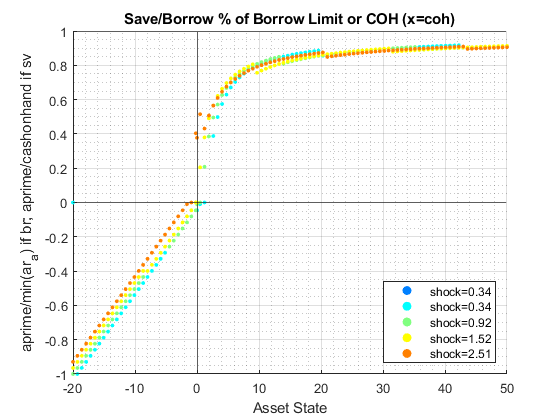 Save/Borrow % of Borrow Limit or COH (x=coh)
aprime/min(ar_a) if br; aprime/cashonhand if sv
1
0.8
0.6
0.4
0.2
0
-0.2
-0.4
-0.6
-0.8
-1
-20 -10 0 10 20 30 40 50
Asset State
shock=0.34
shock=0.34
shock=0.92
shock=1.52
shock=2.51